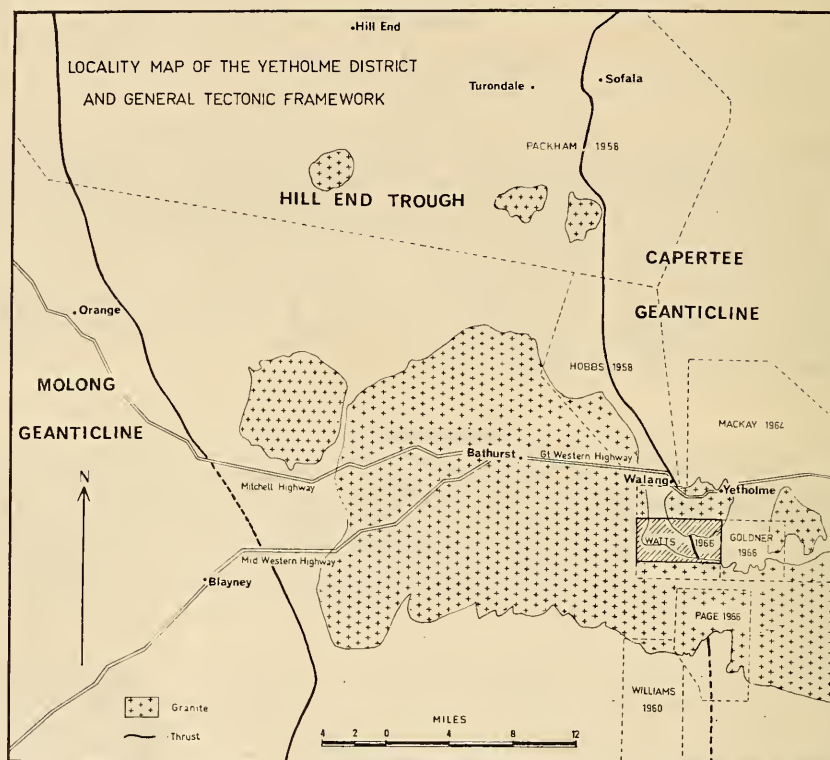 Hill End
LOCALITY MAP OF THE YETHOLME DISTRICT
AND GENERAL TECTONIC FRAMEWORK
Turondale
Sofala
PACKHAM 1958
HILL END TROUGH
CAPERTEE
GEANTICLINE
Orange
HOBBS 1958
MOLONG
GEANTICLINE
MACKAY 1964
Bathurst
Gt Western Highway
N
Mitchell Highway
Walang
Yetholme
WATTS 1966
GOLDNER
1966
Mid Western Highway
Blayney
PAGE 1966
WILLIAMS
1960
Granite
Thrust
MILES
4 2 0 4 8 12